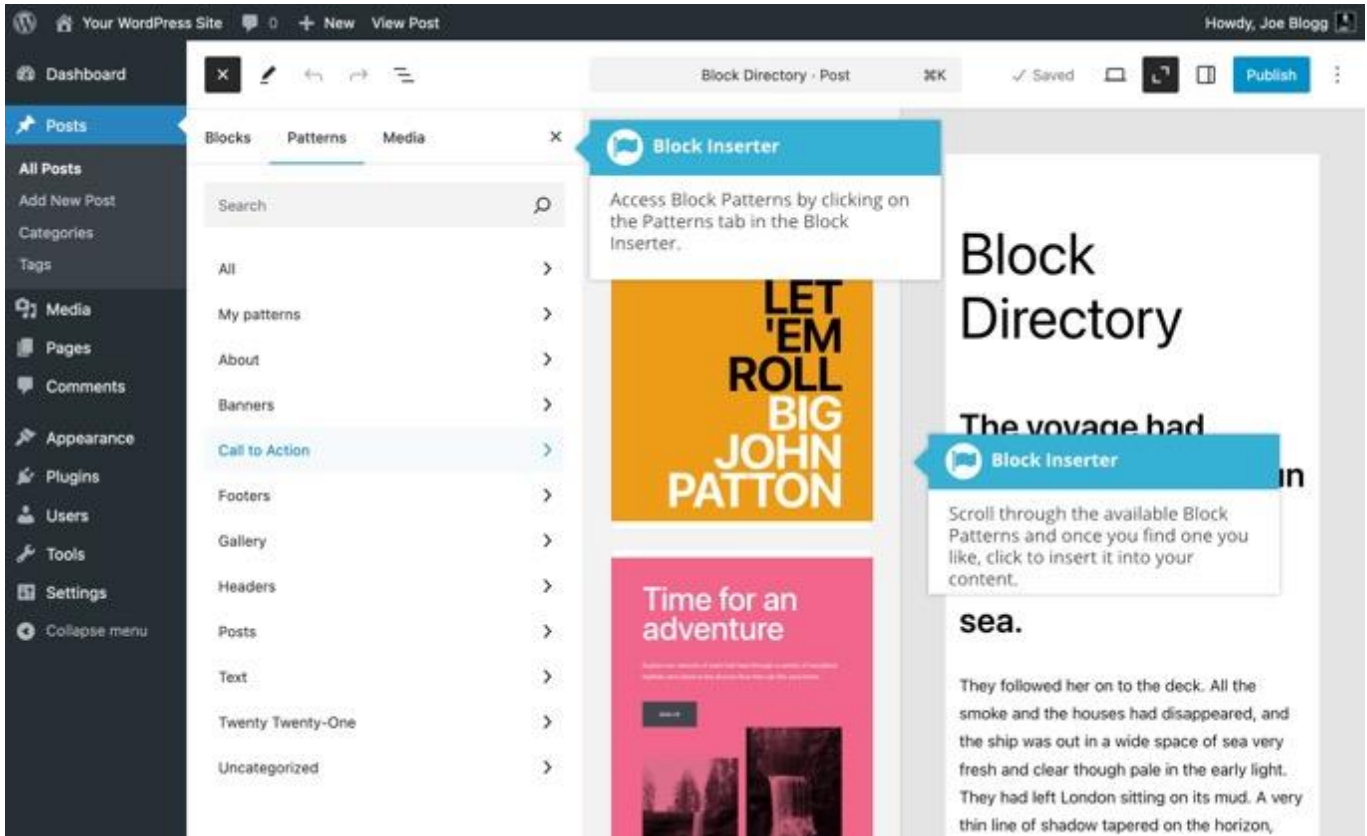 Your WordPress Site 0 + New View Post Howdy, Joe Blogg
Dashboard
Posts
All Posts
Add New Post
Categories
Tags
Media
Pages
Comments
Appearance
Plugins
Users
Tools
Settings
Collapse menu
Block Directory · Post ⌘K Saved Publish
Blocks Patterns Media
Search
All
My patterns
About
Banners
Call to Action
Footers
Gallery
Headers
Posts
Text
Twenty Twenty-One
Uncategorized
Block Inserter
Access Block Patterns by clicking on
the Patterns tab in the Block
Inserter.
LET
'EM
ROLL
BIG
JOHN
PATTON
Time for an
adventure
Block
Directory
The voyage had
Block Inserter
Scroll through the available Block
Patterns and once you find one you
like, click to insert it into your
content.
sea.
They followed her on to the deck. All the
smoke and the houses had disappeared, and
the ship was out in a wide space of sea very
fresh and clear though pale in the early light.
They had left London sitting on its mud. A very
thin line of shadow tapered on the horizon,